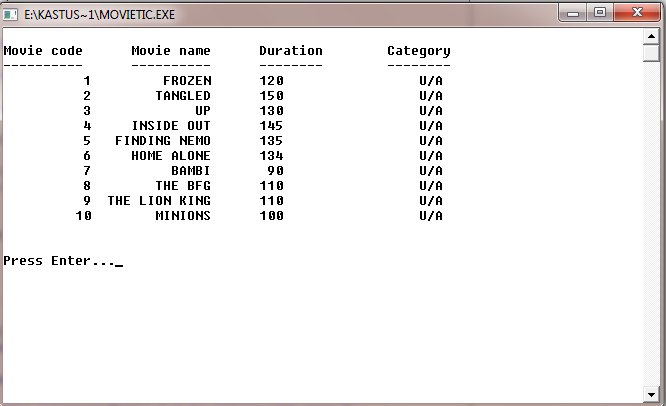 E:\KASTUS~1\MOVIETIC.EXE
Movie code Movie name Duration Category
---------- ---------- -------- --------
1 FROZEN 120 U/A
2 TANGLED 150 U/A
3 UP 130 U/A
4 INSIDE OUT 145 U/A
5 FINDING NEMO 135 U/A
6 HOME ALONE 134 U/A
7 BAMBI 90 U/A
8 THE BFG 110 U/A
9 THE LION KING 110 U/A
10 MINIONS 100 U/A
Press Enter..._